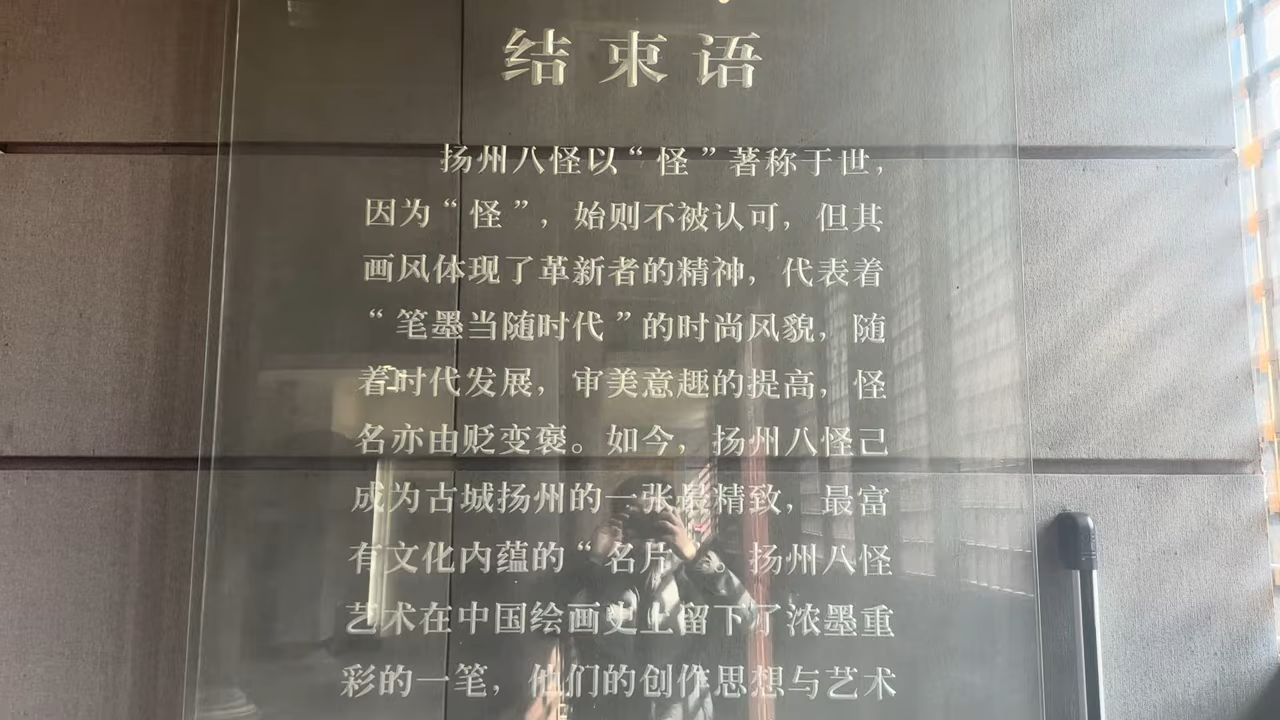 结束语
扬州八怪以“怪”著称于世，
因为“怪”，始则不被认可，但其
画风体现了革新者的精神，代表着
“笔墨当随时代”的时尚风貌，随
着时代发展，审美意趣的提高，怪
名亦由贬变褒。如今，扬州八怪己
成为古城扬州的一张最精致，最富
有文化内蕴的“名片”。扬州八怪
艺术在中国绘画史上留下了浓墨重
彩的一笔，他们的创作思想与艺术